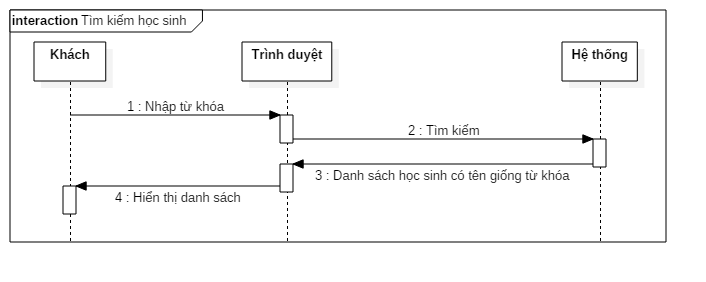 interaction Tìm kiếm học sinh
Khách
Trình duyệt
Hệ thống
1 : Nhập từ khóa
2 : Tìm kiếm
3 : Danh sách học sinh có tên giống từ khóa
4 : Hiển thị danh sách